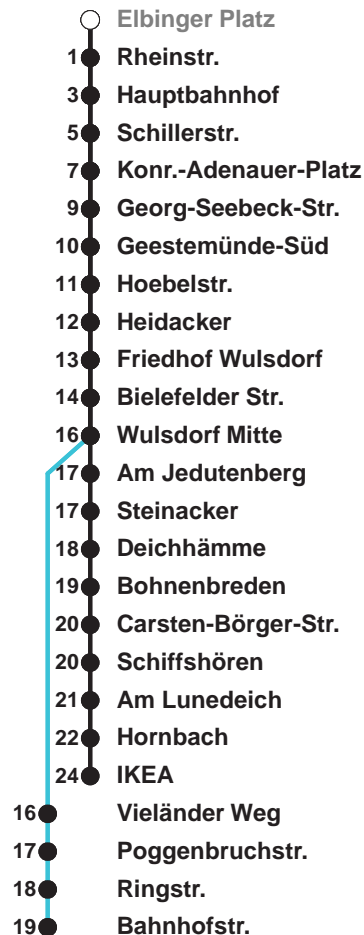 Elbinger Platz
1 Rheinstr.
3 Hauptbahnhof
5 Schillerstr.
7 Konr.-Adenauer-Platz
9 Georg-Seebeck-Str.
10 Geestemünde-Süd
11 Hoebelstr.
12 Heidacker
13 Friedhof Wulsdorf
14 Bielefelder Str.
16 Wulsdorf Mitte
17 Am Jedutenberg
17 Steinacker
18 Deichhämme
19 Bohnenbreden
20 Carsten-Börger-Str.
20 Schiffshören
21 Am Lunedeich
22 Hornbach
24 IKEA
16 Vieländer Weg
17 Poggenbruchstr.
18 Ringstr.
19 Bahnhofstr.